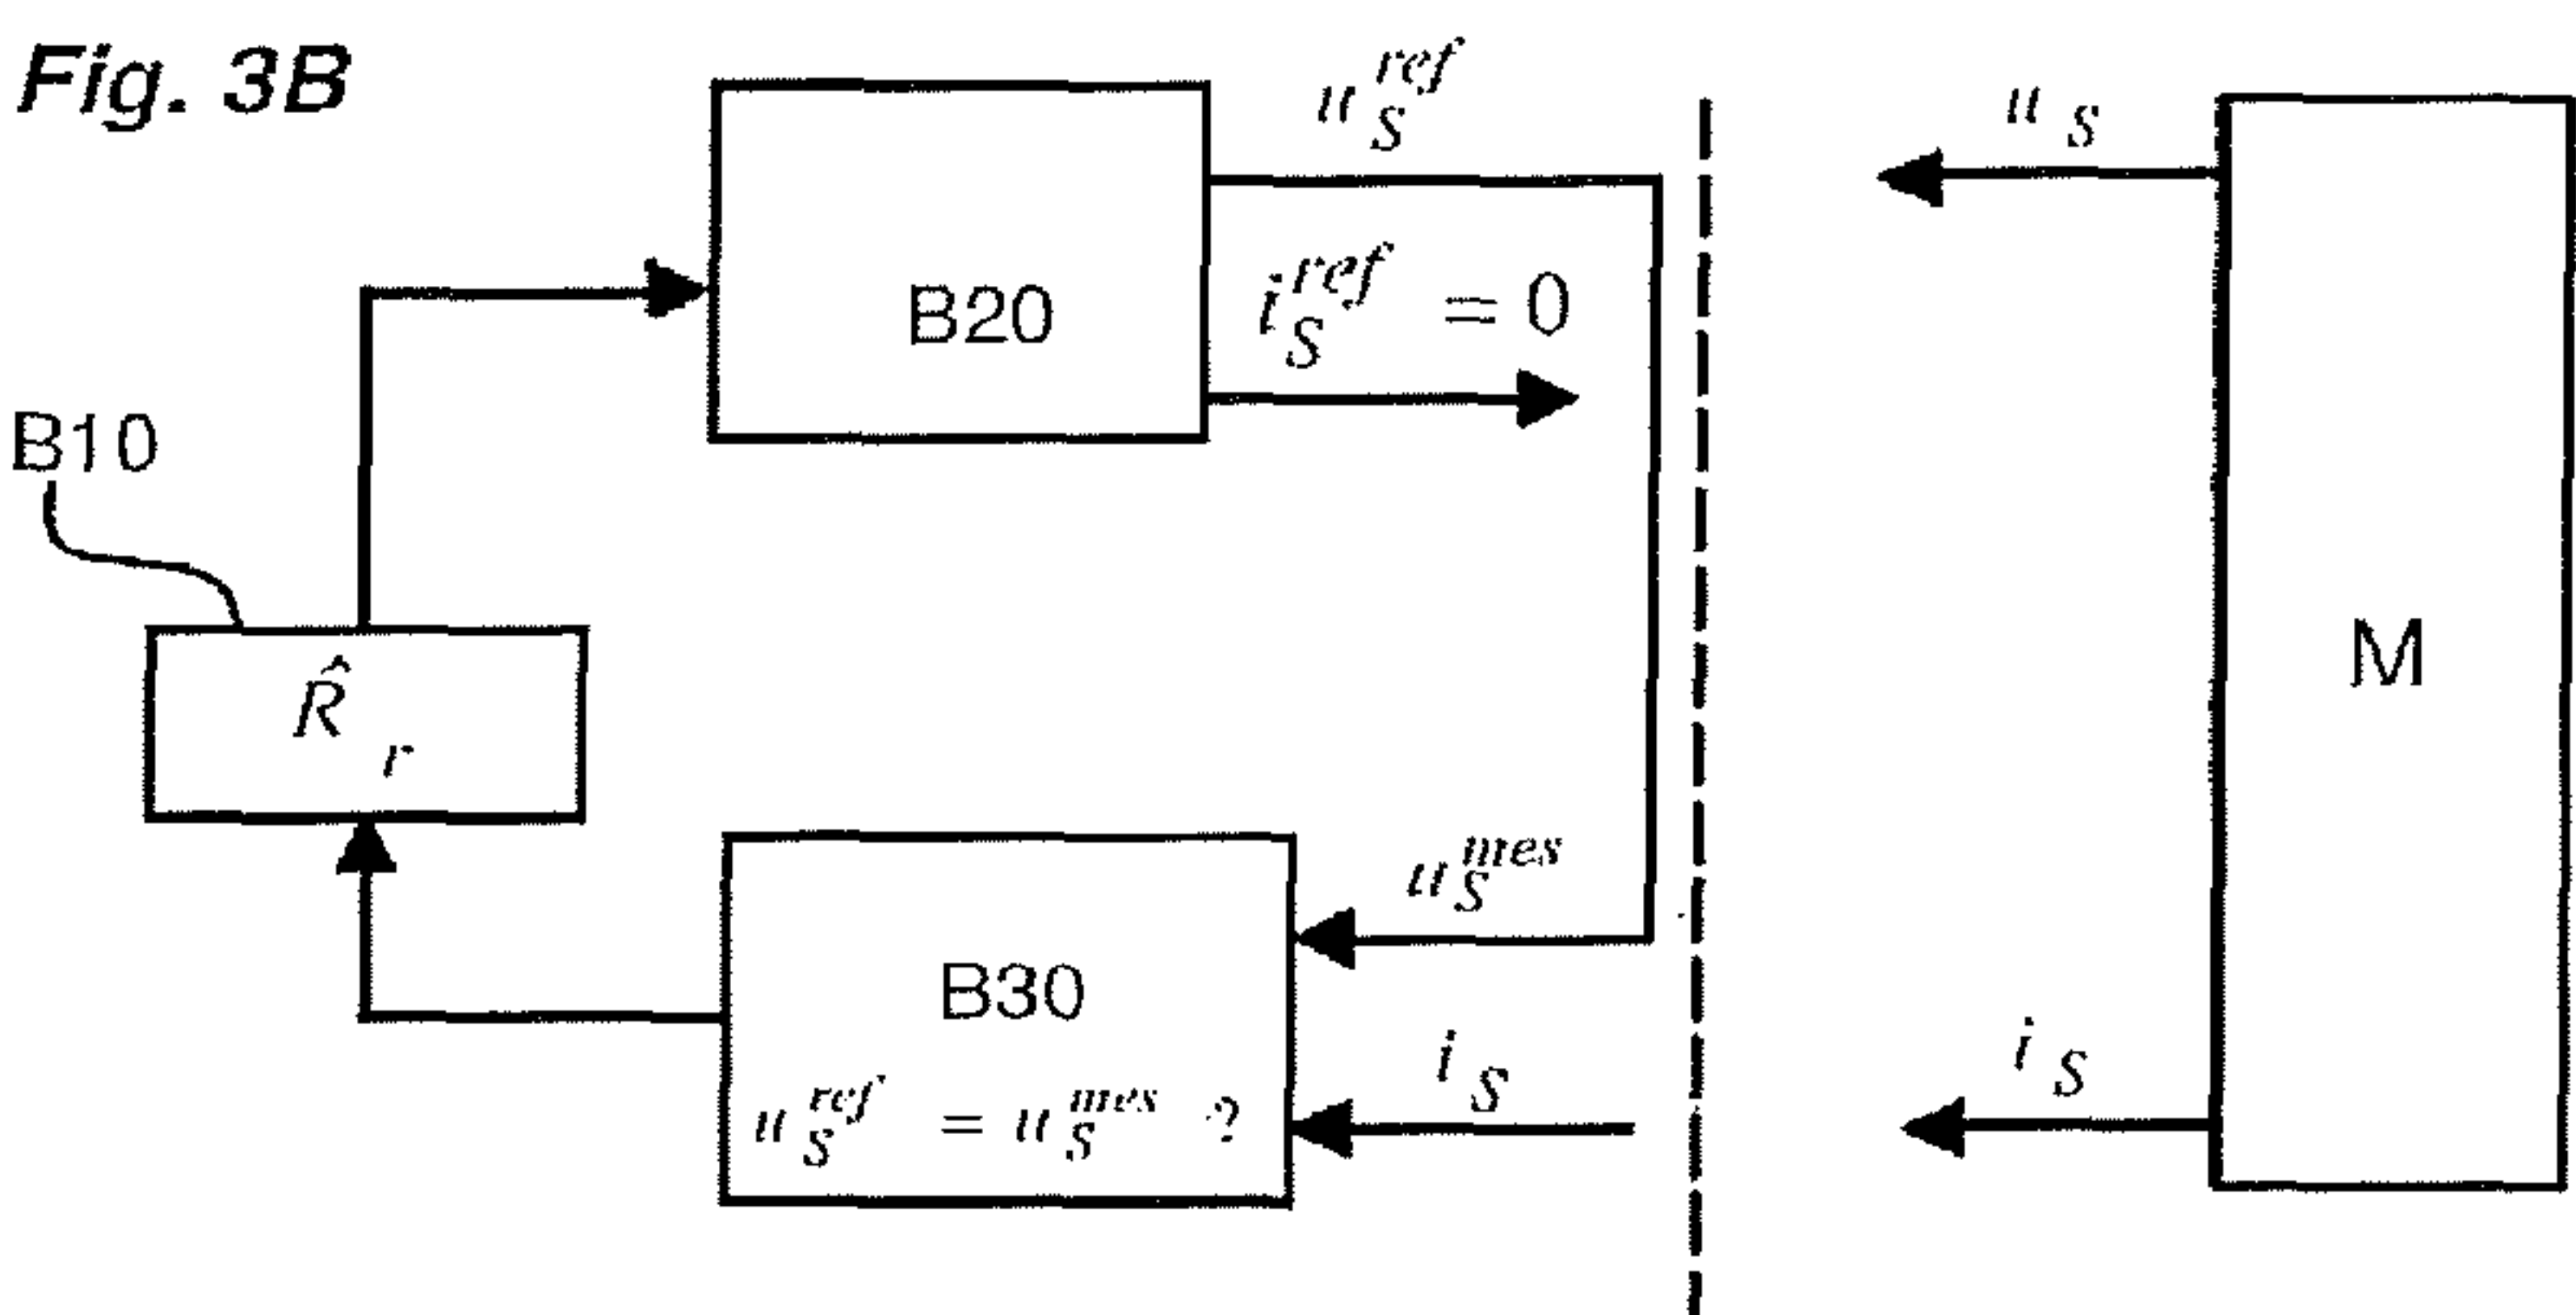 Fig. 3B
u_S^ref
u_S
B20
i_S^ref = 0
B10
M
R̂_r
u_S^mes
B30
i_S
i_S
u_S^ref = u_S^mes ?